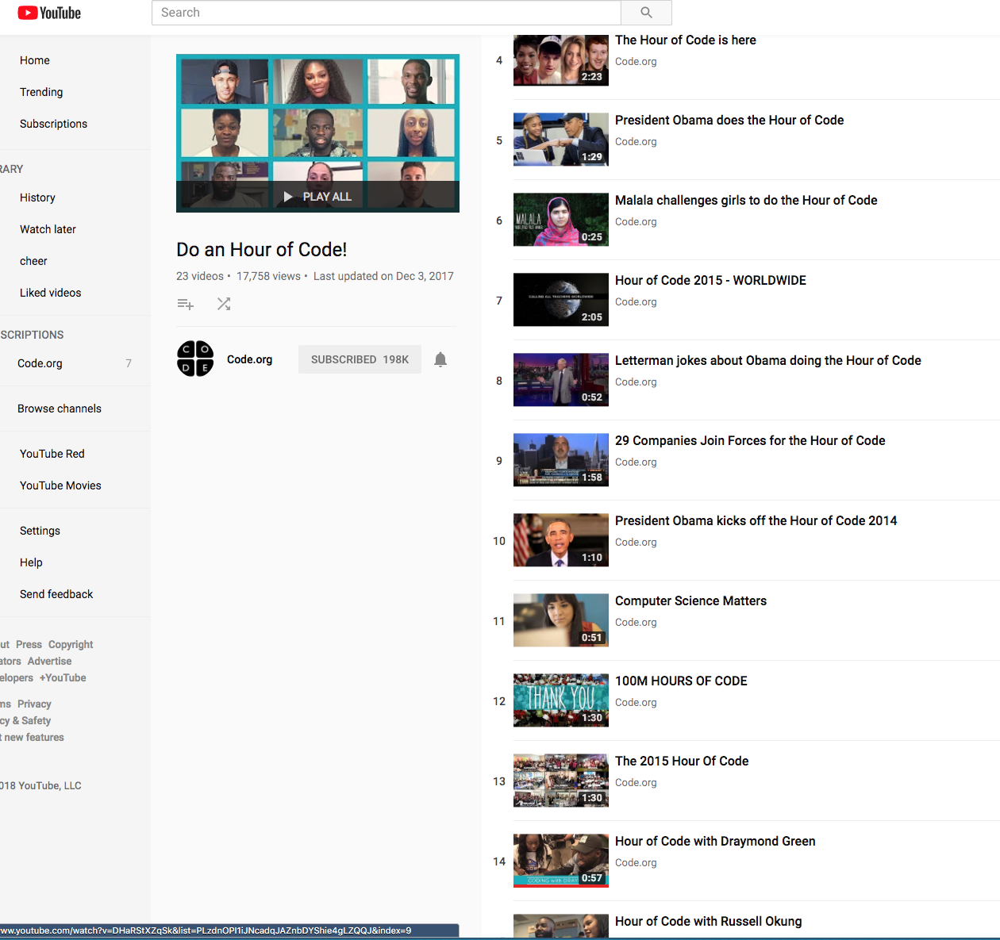 YouTube
Search
Home
Trending
Subscriptions
RARY
History
Watch later
cheer
Liked videos
SCRIPTIONS
Code.org 7
Browse channels
YouTube Red
YouTube Movies
Settings
Help
Send feedback
ut Press Copyright
ators Advertise
elopers +YouTube
ms Privacy
cy & Safety
t new features
018 YouTube, LLC
PLAY ALL
Do an Hour of Code!
23 videos • 17,758 views • Last updated on Dec 3, 2017
CODE
Code.org SUBSCRIBED 198K
4
2:23
The Hour of Code is here
Code.org
5
1:29
President Obama does the Hour of Code
Code.org
6
MALALA
0:25
Malala challenges girls to do the Hour of Code
Code.org
7
CALLING ALL TEACHERS WORLDWIDE
2:05
Hour of Code 2015 - WORLDWIDE
Code.org
8
0:52
Letterman jokes about Obama doing the Hour of Code
Code.org
9
1:58
29 Companies Join Forces for the Hour of Code
Code.org
10
1:10
President Obama kicks off the Hour of Code 2014
Code.org
11
0:51
Computer Science Matters
Code.org
12
THANK YOU
1:30
100M HOURS OF CODE
Code.org
13
1:30
The 2015 Hour Of Code
Code.org
14
CODING with DRAY
0:57
Hour of Code with Draymond Green
Code.org
Hour of Code with Russell Okung
ww.youtube.com/watch?v=DHaRStXZqSk&list=PLzdnOPI1iJNcadqJAZnbDYShie4gLZQQJ&index=9